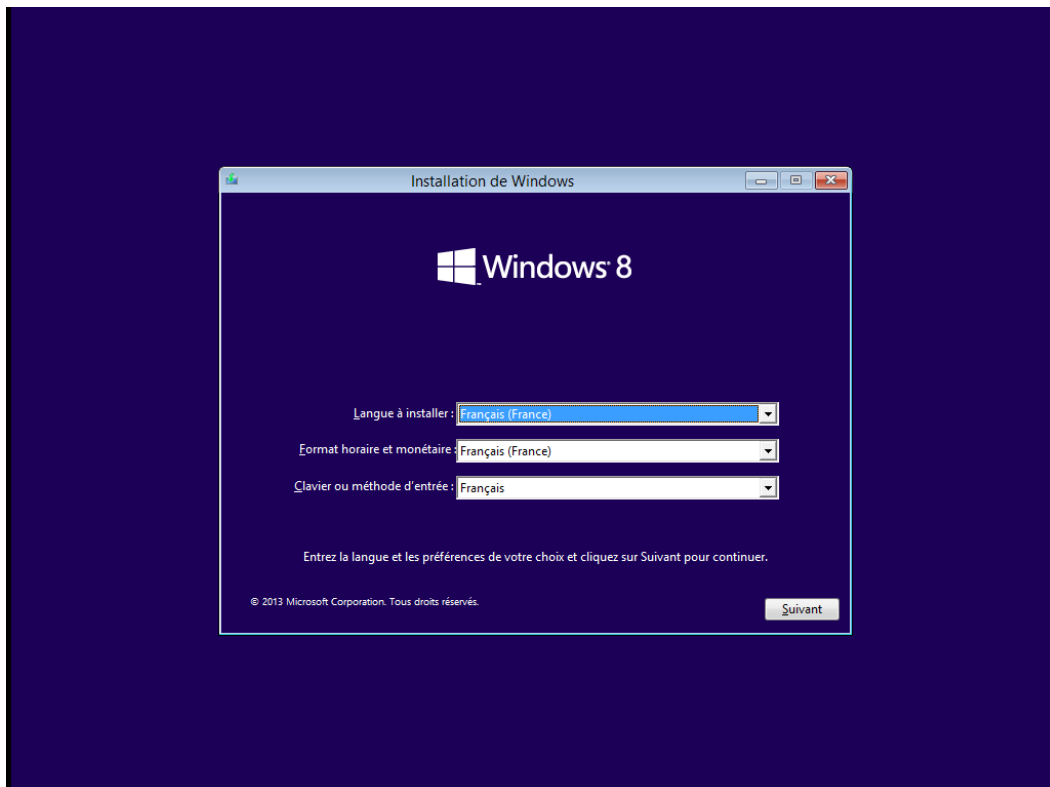 Installation de Windows
Windows 8
Langue à installer : Français (France)
Format horaire et monétaire : Français (France)
Clavier ou méthode d'entrée : Français
Entrez la langue et les préférences de votre choix et cliquez sur Suivant pour continuer.
© 2013 Microsoft Corporation. Tous droits réservés.
Suivant